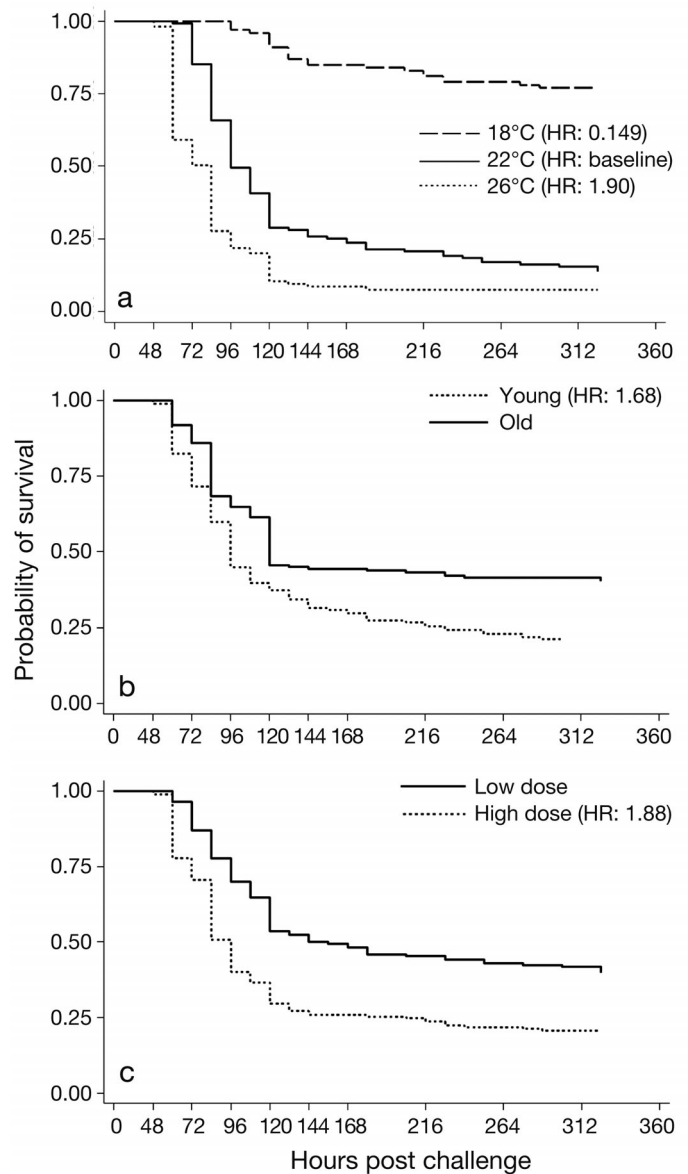 1.00
0.75
0.50
0.25
0.00
18°C (HR: 0.149)
22°C (HR: baseline)
26°C (HR: 1.90)
a
0 48 72 96 120 144 168 216 264 312 360
Probability of survival
1.00
0.75
0.50
0.25
0.00
Young (HR: 1.68)
Old
b
0 48 72 96 120 144 168 216 264 312 360
1.00
0.75
0.50
0.25
0.00
Low dose
High dose (HR: 1.88)
c
0 48 72 96 120 144 168 216 264 312 360
Hours post challenge